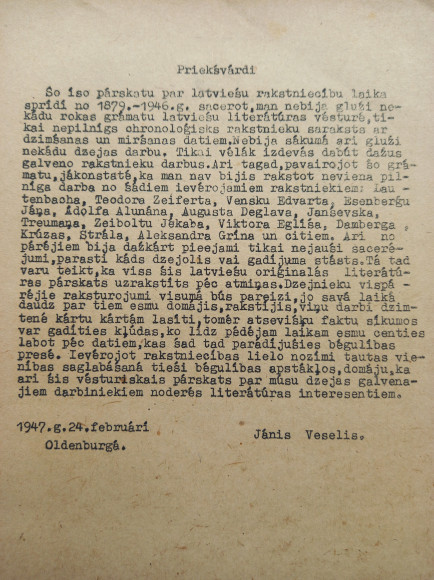 Priekšvārdi
Šo īso pārskatu par latviešu rakstniecību laika
sprīdi no 1879.-1946.g. sacerot,man nebija gluži ne-
kādu rokas grāmatu latviešu literātūras vēsturē,ti-
kai nepilnīgs chronoloģisks rakstnieku saraksts ar
dzimšanas un miršanas datiem.Nebija sākumā arī gluži
nekādu dzejas darbu. Tikai vēlāk izdevās dabūt dažus
galveno rakstnieku darbus.Arī tagad,pavairojot šo grā-
matu,jākonstatē,ka man nav bijis rakstot neviena pil-
nīga darba no šādiem ievērojamiem rakstniekiem: Lau-
tenbacha, Teodora Zeiferta, Vensku Edvarta, Esenberģu
Jāņa, Ādolfa Alunāna, Augusta Deglava, Janševska,
Treumaņa, Zeiboltu Jēkaba, Viktora Eglīša, Damberga,
Krūzas, Strēla, Aleksandra Grīna un citiem. Arī no
pārējiem bija dažkārt pieejami tikai nejauši sacerē-
jumi,parasti kāds dzejolis vai gadījuma stāsts.Tā tad
varu teikt,ka viss šis latviešu oriģinālās literātū-
ras pārskats uzrakstīts pēc atmiņas.Dzejnieku vispā-
rējie raksturojumi visumā būs pareizi,jo savā laikā
daudz par tiem esmu domājis,rakstījis,viņu darbi dzim-
tenē kārtu kārtām lasīti,tomēr atsevišķu faktu sīkumos
var gadīties kļūdas,ko līdz pēdējam laikam esmu centies
labot pēc datiem,kas šad tad parādījušies bēgulības
presē. Ievērojot rakstniecības lielo nozīmi tautas vie-
nības saglabāšanā tieši bēgulības apstākļos,domāju,ka
arī šis vēsturiskais pārskats par mūsu dzejas galvena-
jiem darbiniekiem noderēs literātūras interesentiem.
1947.g.24.februārī
Jānis Veselis.
Oldenburgā.